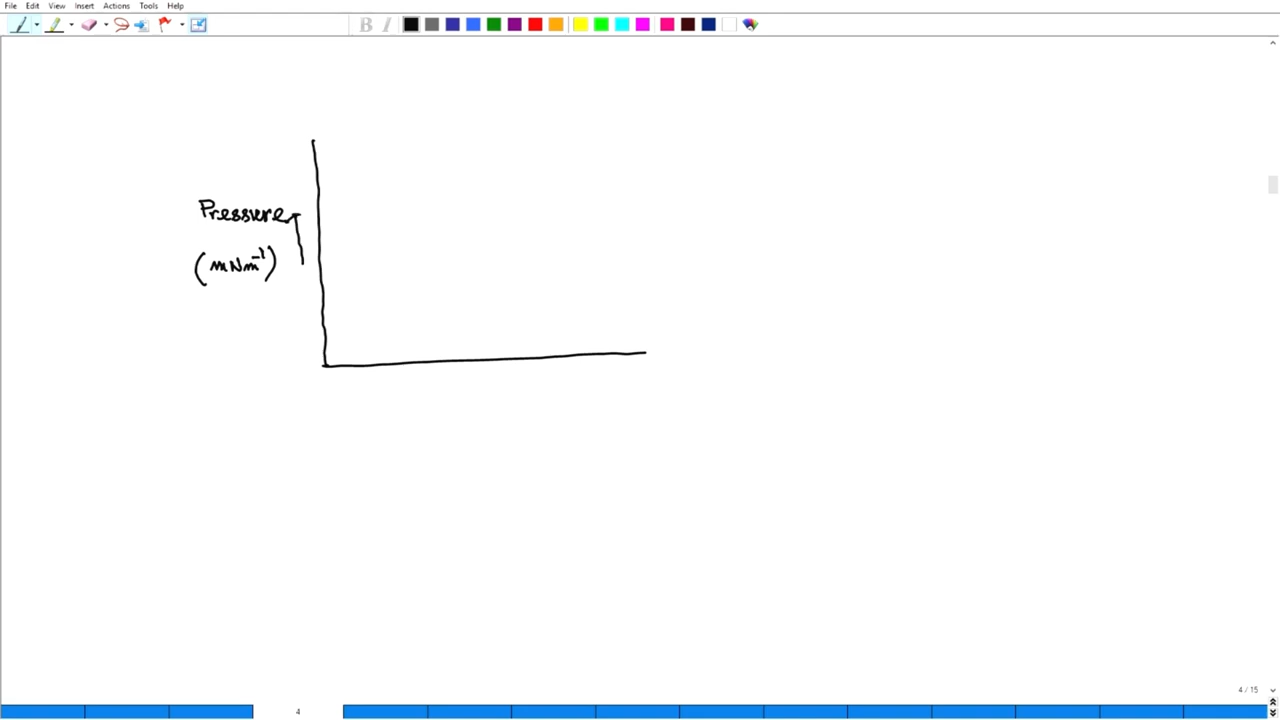 File Edit View Insert Actions Tools Help
B I
Pressure
(mNm⁻¹)
4 / 15
4